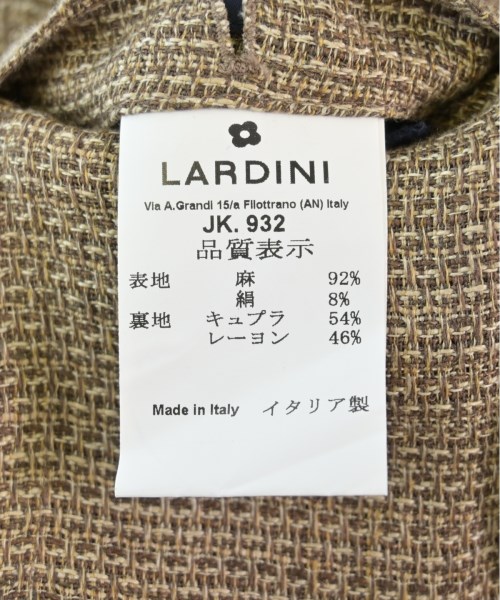 LARDINI
Via A.Grandi 15/a Filottrano (AN) Italy
JK. 932
品質表示
表地 麻 92%
絹 8%
裏地 キュプラ 54%
レーヨン 46%
Made in Italy イタリア製